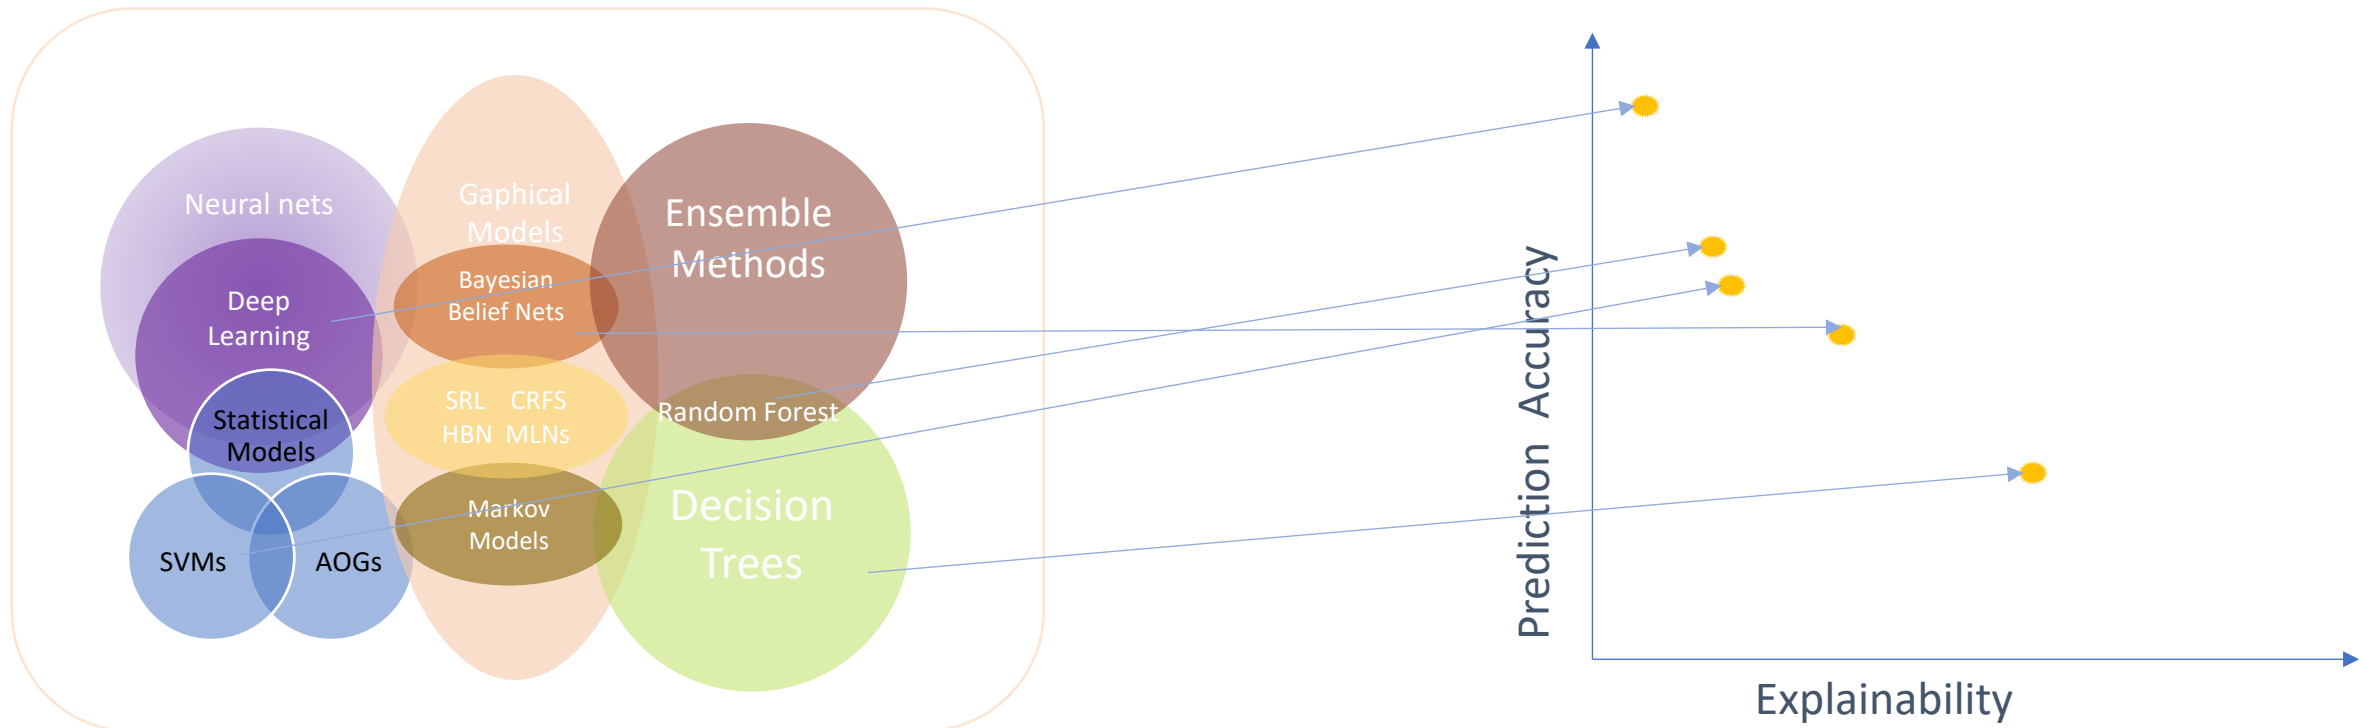 Neural nets
Deep
Learning
Statistical
Models
SVMs
AOGs
Gaphical
Models
Bayesian
Belief Nets
SRL CRFS
HBN MLNs
Markov
Models
Ensemble
Methods
Random Forest
Decision
Trees
Prediction Accuracy
Explainability